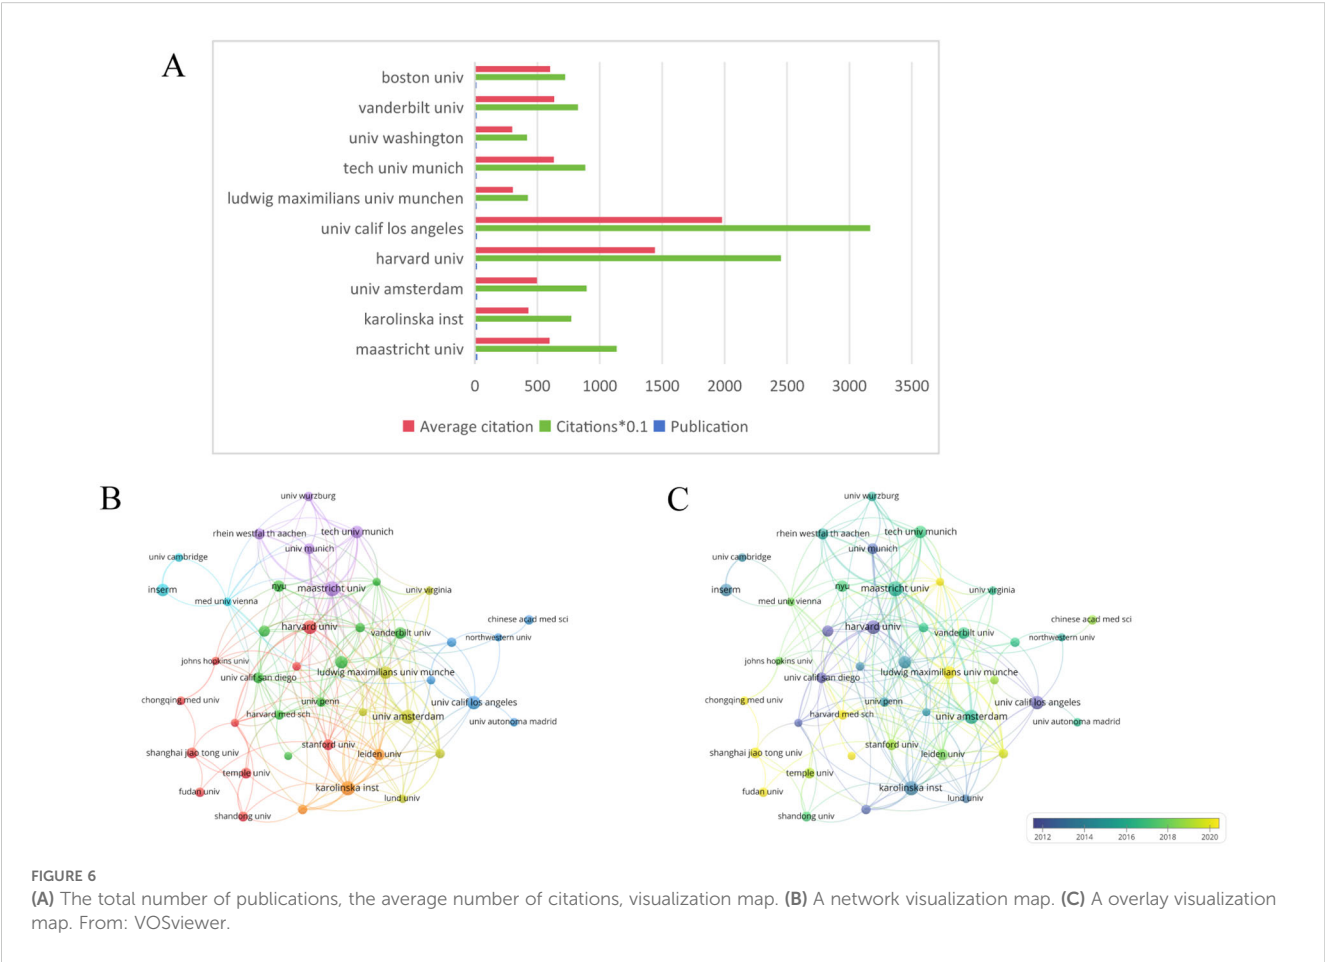 A
boston univ
vanderbilt univ
univ washington
tech univ munich
ludwig maximilians univ munchen
univ calif los angeles
harvard univ
univ amsterdam
karolinska inst
maastricht univ
0 500 1000 1500 2000 2500 3000 3500
Average citation Citations*0.1 Publication
B
univ wurzburg
rhein westfal th aachen
tech univ munich
univ munich
univ cambridge
inserm
med univ vienna
nyu
maastricht univ
univ virginia
chinese acad med sci
northwestern univ
harvard univ
vanderbilt univ
johns hopkins univ
ludwig maximilians univ munche
univ calif san diego
chongqing med univ
univ penn
univ calif los angeles
harvard med sch
univ amsterdam
univ autonoma madrid
shanghai jiao tong univ
stanford univ
leiden univ
temple univ
fudan univ
karolinska inst
lund univ
shandong univ
C
univ wurzburg
rhein westfal th aachen
tech univ munich
univ munich
univ cambridge
inserm
med univ vienna
nyu
maastricht univ
univ virginia
chinese acad med sci
northwestern univ
harvard univ
vanderbilt univ
johns hopkins univ
ludwig maximilians univ munche
univ calif san diego
chongqing med univ
univ penn
univ calif los angeles
harvard med sch
univ amsterdam
univ autonoma madrid
shanghai jiao tong univ
stanford univ
leiden univ
temple univ
fudan univ
karolinska inst
lund univ
shandong univ
2012 2014 2016 2018 2020
FIGURE 6
(A) The total number of publications, the average number of citations, visualization map. (B) A network visualization map. (C) A overlay visualization
map. From: VOSviewer.